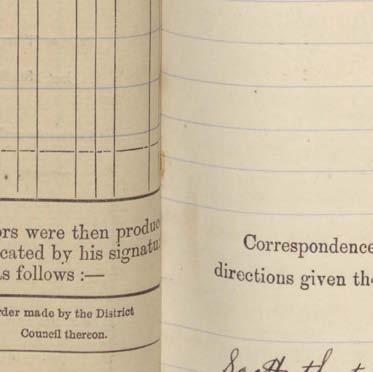 ors were then produc
cated by his signatu
as follows :—
rder made by the District
Council thereon.
Correspondence
directions given th